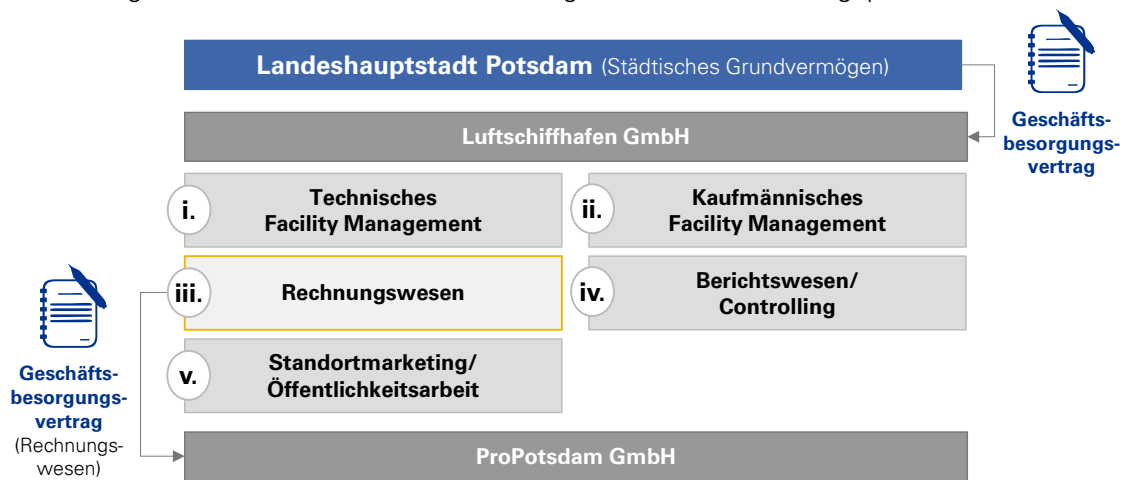 Landeshauptstadt Potsdam (Städtisches Grundvermögen)
Geschäfts-
besorgungs-
vertrag
Luftschiffhafen GmbH
i.
Technisches
Facility Management
ii.
Kaufmännisches
Facility Management
iii.
Rechnungswesen
iv.
Berichtswesen/
Controlling
v.
Standortmarketing/
Öffentlichkeitsarbeit
Geschäfts-
besorgungs-
vertrag
(Rechnungs-
wesen)
ProPotsdam GmbH